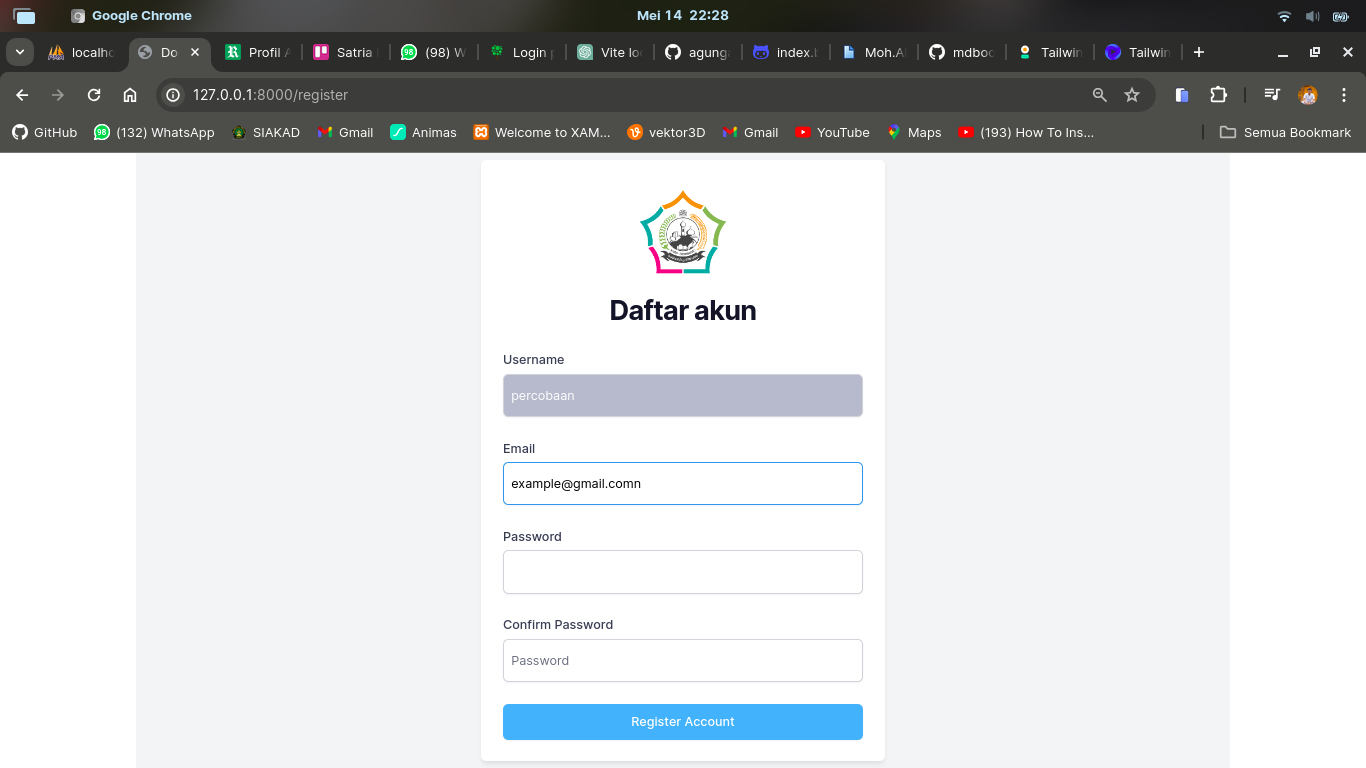 Google Chrome
Mei 14 22:28
localho
Do
Profil A
Satria
(98) W
Login p
Vite lo
agung
index.b
Moh.A
mdboo
Tailwin
Tailwin
127.0.0.1:8000/register
GitHub
98
(132) WhatsApp
SIAKAD
Gmail
Animas
Welcome to XAM...
vektor3D
Gmail
YouTube
Maps
(193) How To Ins...
Semua Bookmark
Daftar akun
Username
percobaan
Email
example@gmail.comn
Password
Confirm Password
Password
Register Account